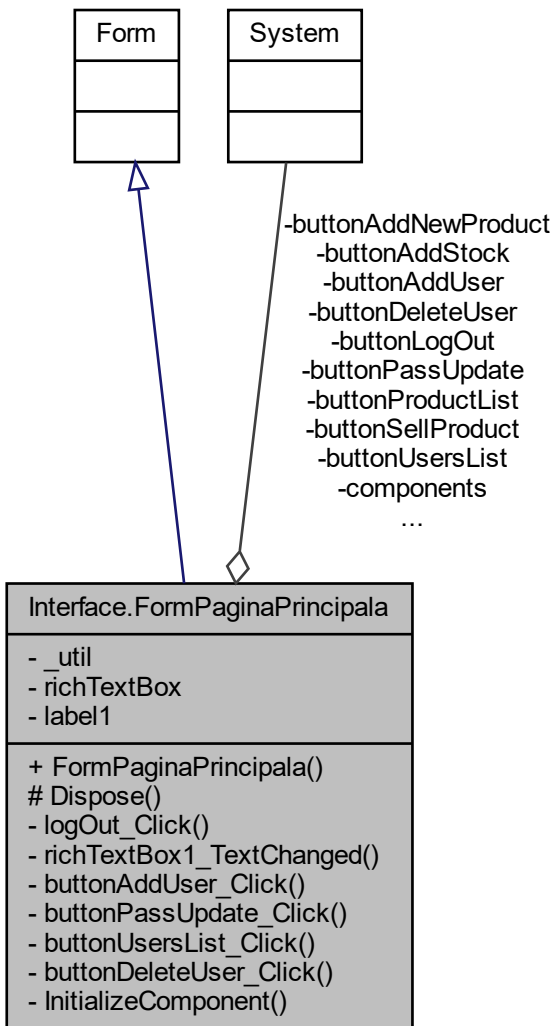 Form
System
-buttonAddNewProduct
-buttonAddStock
-buttonAddUser
-buttonDeleteUser
-buttonLogOut
-buttonPassUpdate
-buttonProductList
-buttonSellProduct
-buttonUsersList
-components
...
Interface.FormPaginaPrincipala
- _util
- richTextBox
- label1
+ FormPaginaPrincipala()
# Dispose()
- logOut_Click()
- richTextBox1_TextChanged()
- buttonAddUser_Click()
- buttonPassUpdate_Click()
- buttonUsersList_Click()
- buttonDeleteUser_Click()
- InitializeComponent()